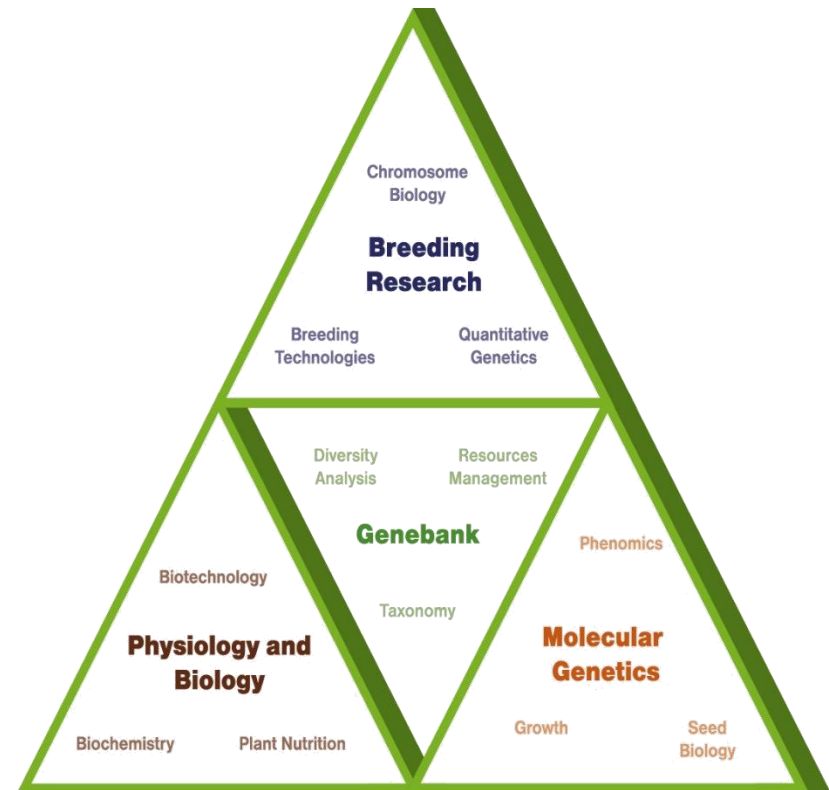 Chromosome
Biology
Breeding
Research
Breeding
Technologies
Quantitative
Genetics
Diversity
Analysis
Resources
Management
Genebank
Taxonomy
Biotechnology
Physiology and
Biology
Biochemistry
Plant Nutrition
Phenomics
Molecular
Genetics
Growth
Seed
Biology